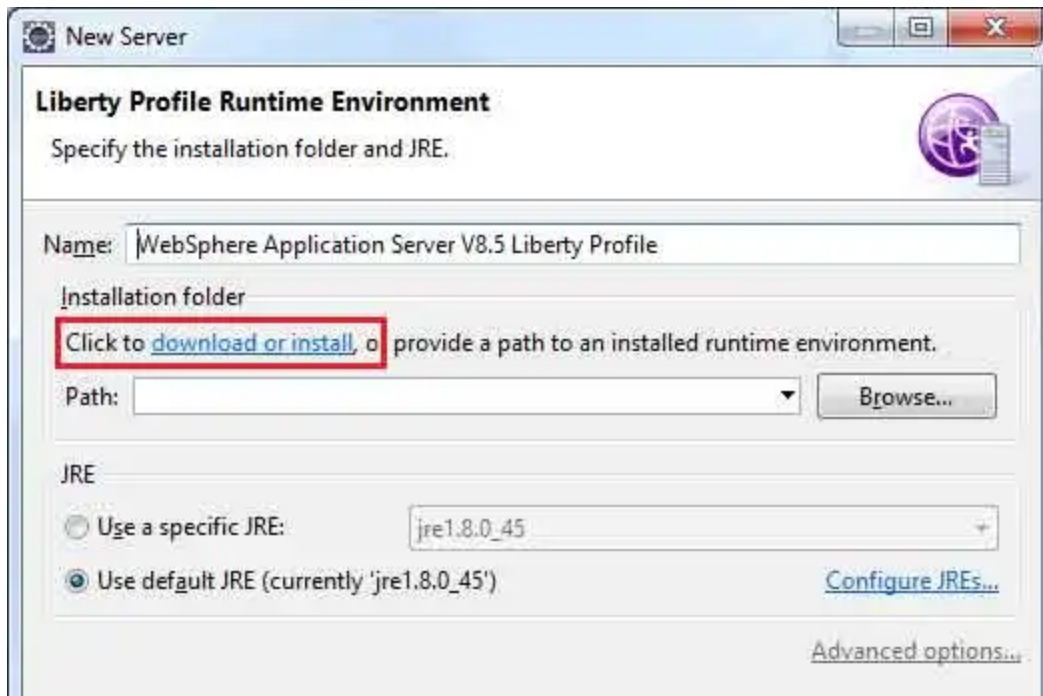 New Server
Liberty Profile Runtime Environment
Specify the installation folder and JRE.
Name: WebSphere Application Server V8.5 Liberty Profile
Installation folder
Click to download or install, o provide a path to an installed runtime environment.
Path: Browse...
JRE
Use a specific JRE: jre1.8.0_45
Use default JRE (currently 'jre1.8.0_45') Configure JREs...
Advanced options...